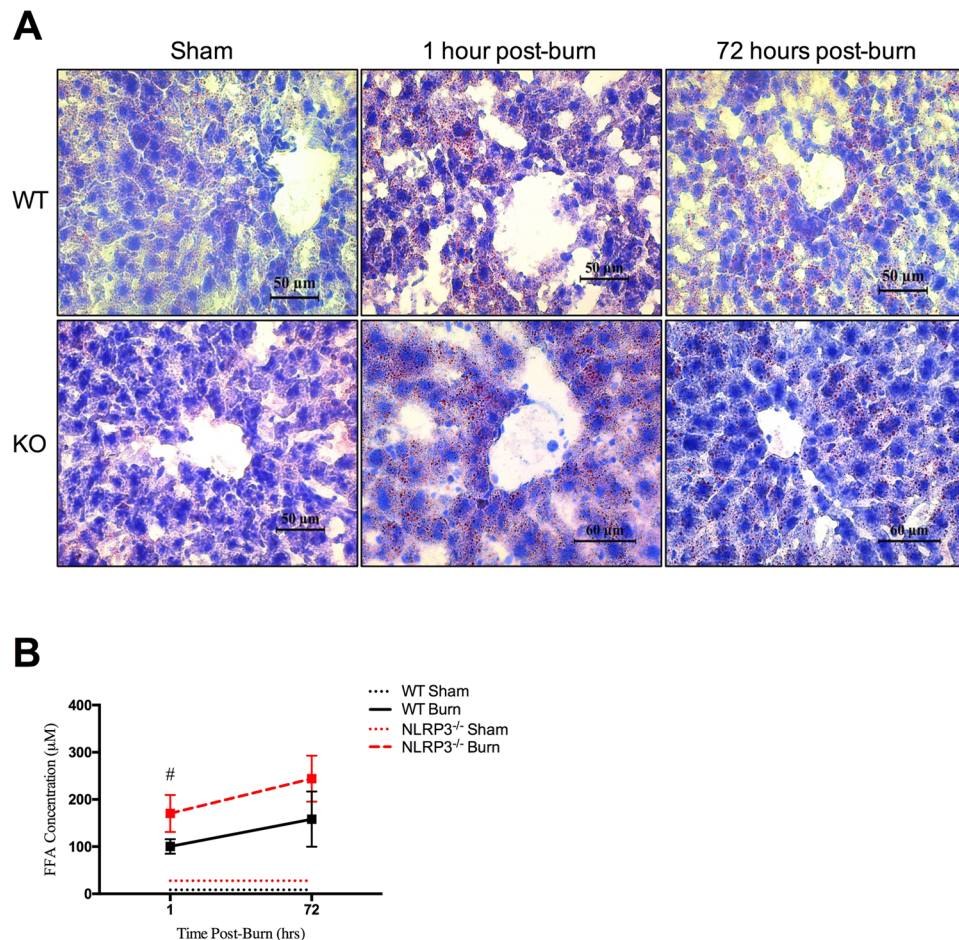 A
Sham
1 hour post-burn
72 hours post-burn
WT
50 µm
50 µm
50 µm
KO
50 µm
60 µm
60 µm
B
WT Sham
WT Burn
NLRP3-/- Sham
NLRP3-/- Burn
FFA Concentration (µM)
400
300
200
100
0
#
1
72
Time Post-Burn (hrs)